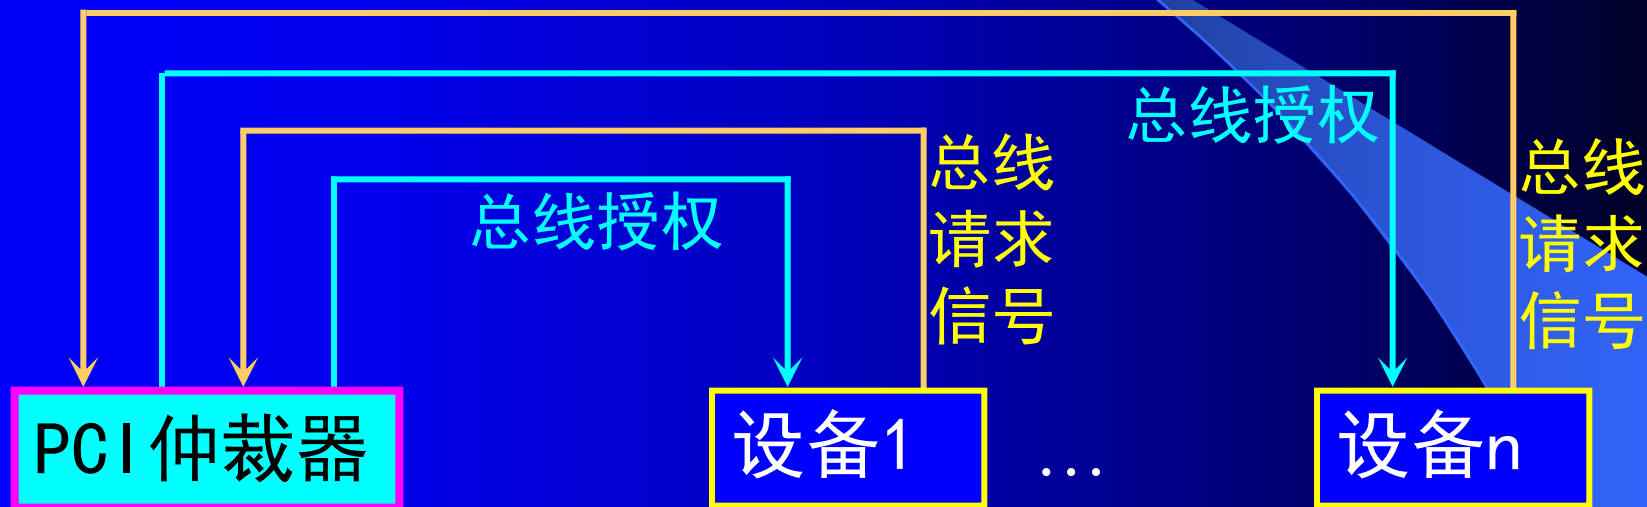 总线授权
总线
请求
信号
总线授权
总线
请求
信号
PCI仲裁器
设备1
...
设备n